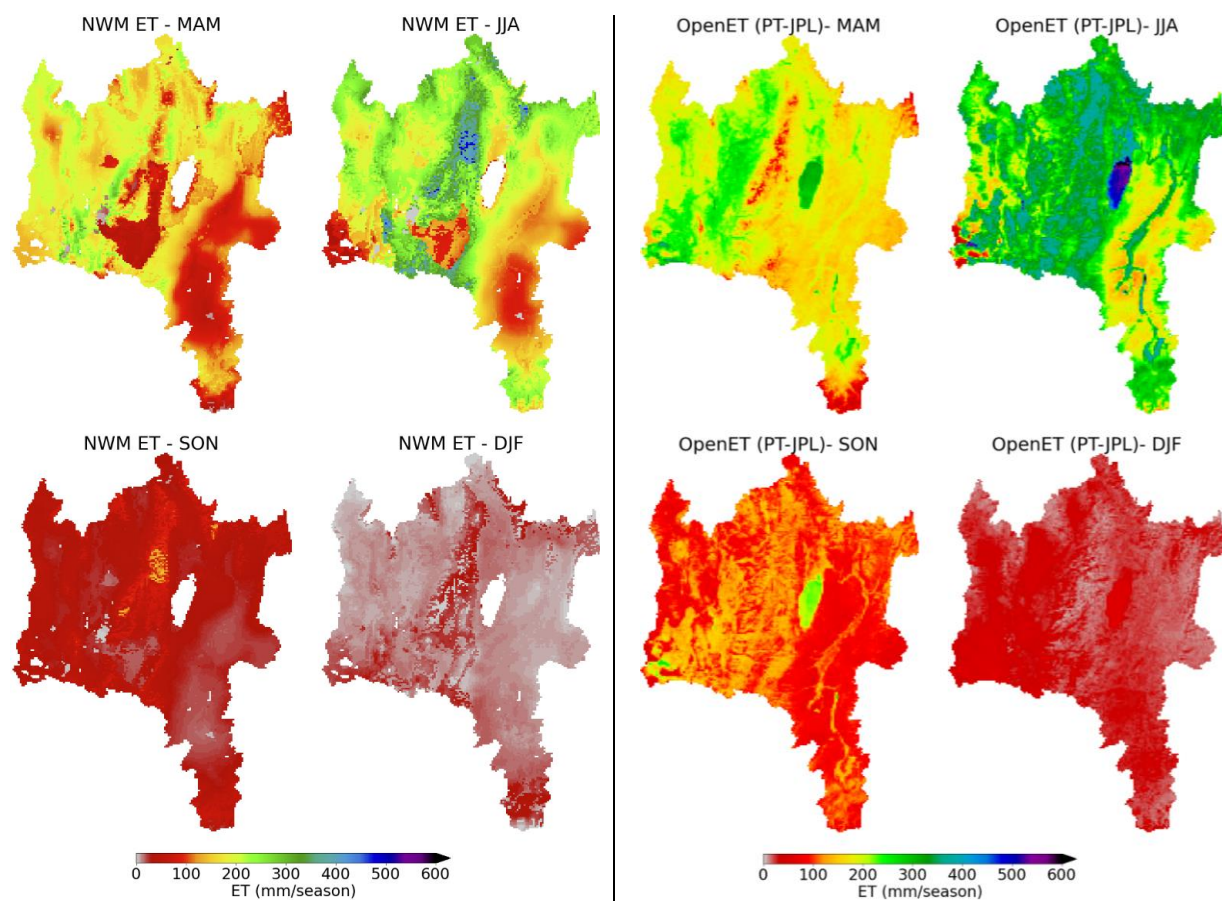 NWM ET - MAM
NWM ET - JJA
OpenET (PT-JPL)- MAM
OpenET (PT-JPL)- JJA
NWM ET - SON
NWM ET - DJF
OpenET (PT-JPL)- SON
OpenET (PT-JPL)- DJF
0 100 200 300 400 500 600
ET (mm/season)
0 100 200 300 400 500 600
ET (mm/season)